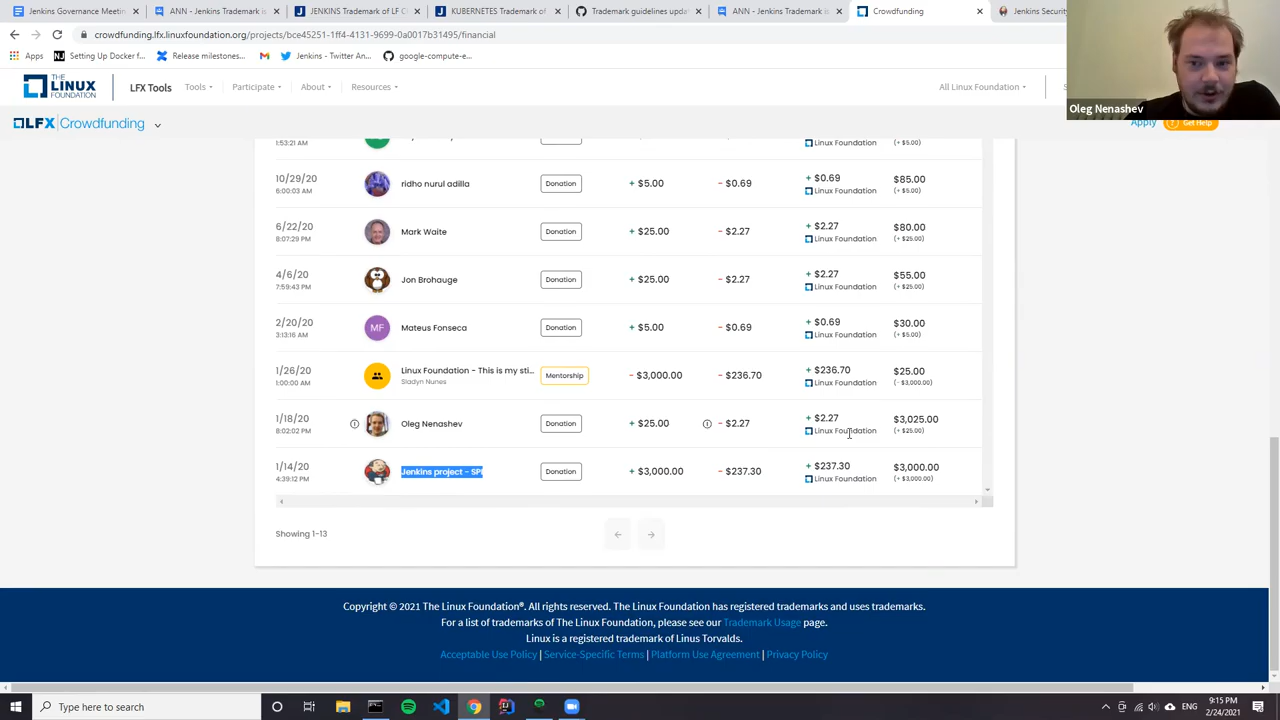 Jenkins Governance Meeti
ANN - Jenkins Trademark
JENKINS Trademark of LF C
KUBERNETES Trademark of
Trademark guidelines updat
ANN - Jenkins Trademark
Crowdfunding
Jenkins Securit
crowdfunding.lfx.linuxfoundation.org/projects/bce45251-1ff4-4131-9699-0a0017b31495/financial
Apps
Setting Up Docker f...
Release milestones...
Jenkins - Twitter An...
google-compute-e...
THE LINUX FOUNDATION
LFX Tools
Tools
Participate
About
Resources
All Linux Foundation
LFX Crowdfunding
Apply
Get Help
Oleg Nenashev
1:53:21 AM
Donation
Linux Foundation
(+ $5.00)
10/29/20
6:00:03 AM
ridho nurul adilla
Donation
+ $5.00
- $0.69
+ $0.69
Linux Foundation
$85.00
(+ $5.00)
6/22/20
8:07:29 PM
Mark Waite
Donation
+ $25.00
- $2.27
+ $2.27
Linux Foundation
$80.00
(+ $25.00)
4/6/20
7:59:43 PM
Jon Brohauge
Donation
+ $25.00
- $2.27
+ $2.27
Linux Foundation
$55.00
(+ $25.00)
2/20/20
3:13:16 AM
MF
Mateus Fonseca
Donation
+ $5.00
- $0.69
+ $0.69
Linux Foundation
$30.00
(+ $5.00)
1/26/20
1:00:00 AM
Linux Foundation - This is my sti...
Sladyn Nunes
Mentorship
- $3,000.00
- $236.70
+ $236.70
Linux Foundation
$25.00
(- $3,000.00)
1/18/20
8:02:02 PM
Oleg Nenashev
Donation
+ $25.00
- $2.27
+ $2.27
Linux Foundation
$3,025.00
(+ $25.00)
1/14/20
4:39:12 PM
Jenkins project - SPI
Donation
+ $3,000.00
- $237.30
+ $237.30
Linux Foundation
$3,000.00
(+ $3,000.00)
Showing 1-13
Copyright © 2021 The Linux Foundation®. All rights reserved. The Linux Foundation has registered trademarks and uses trademarks.
For a list of trademarks of The Linux Foundation, please see our Trademark Usage page.
Linux is a registered trademark of Linus Torvalds.
Acceptable Use Policy | Service-Specific Terms | Platform Use Agreement | Privacy Policy
Type here to search
ENG
9:15 PM
2/24/2021